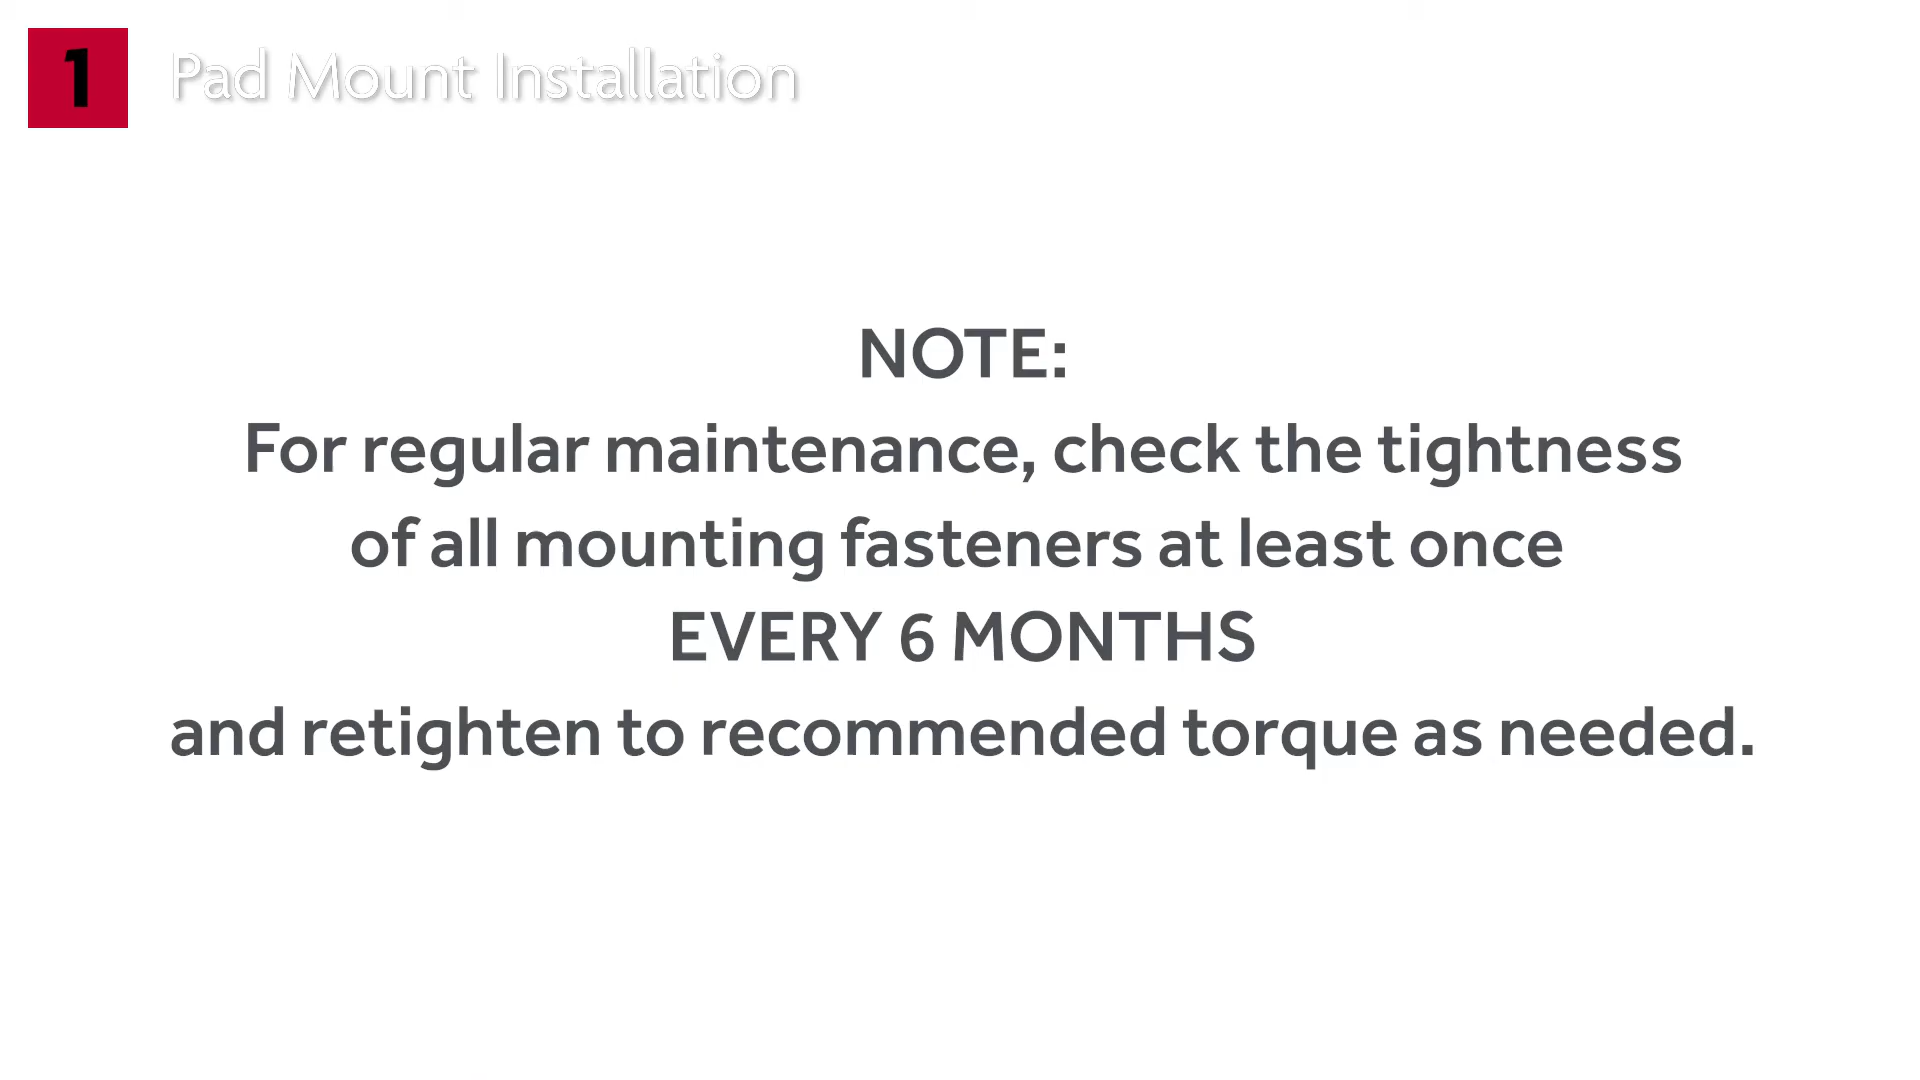 1 Pad Mount Installation
NOTE:
For regular maintenance, check the tightness
of all mounting fasteners at least once
EVERY 6 MONTHS
and retighten to recommended torque as needed.